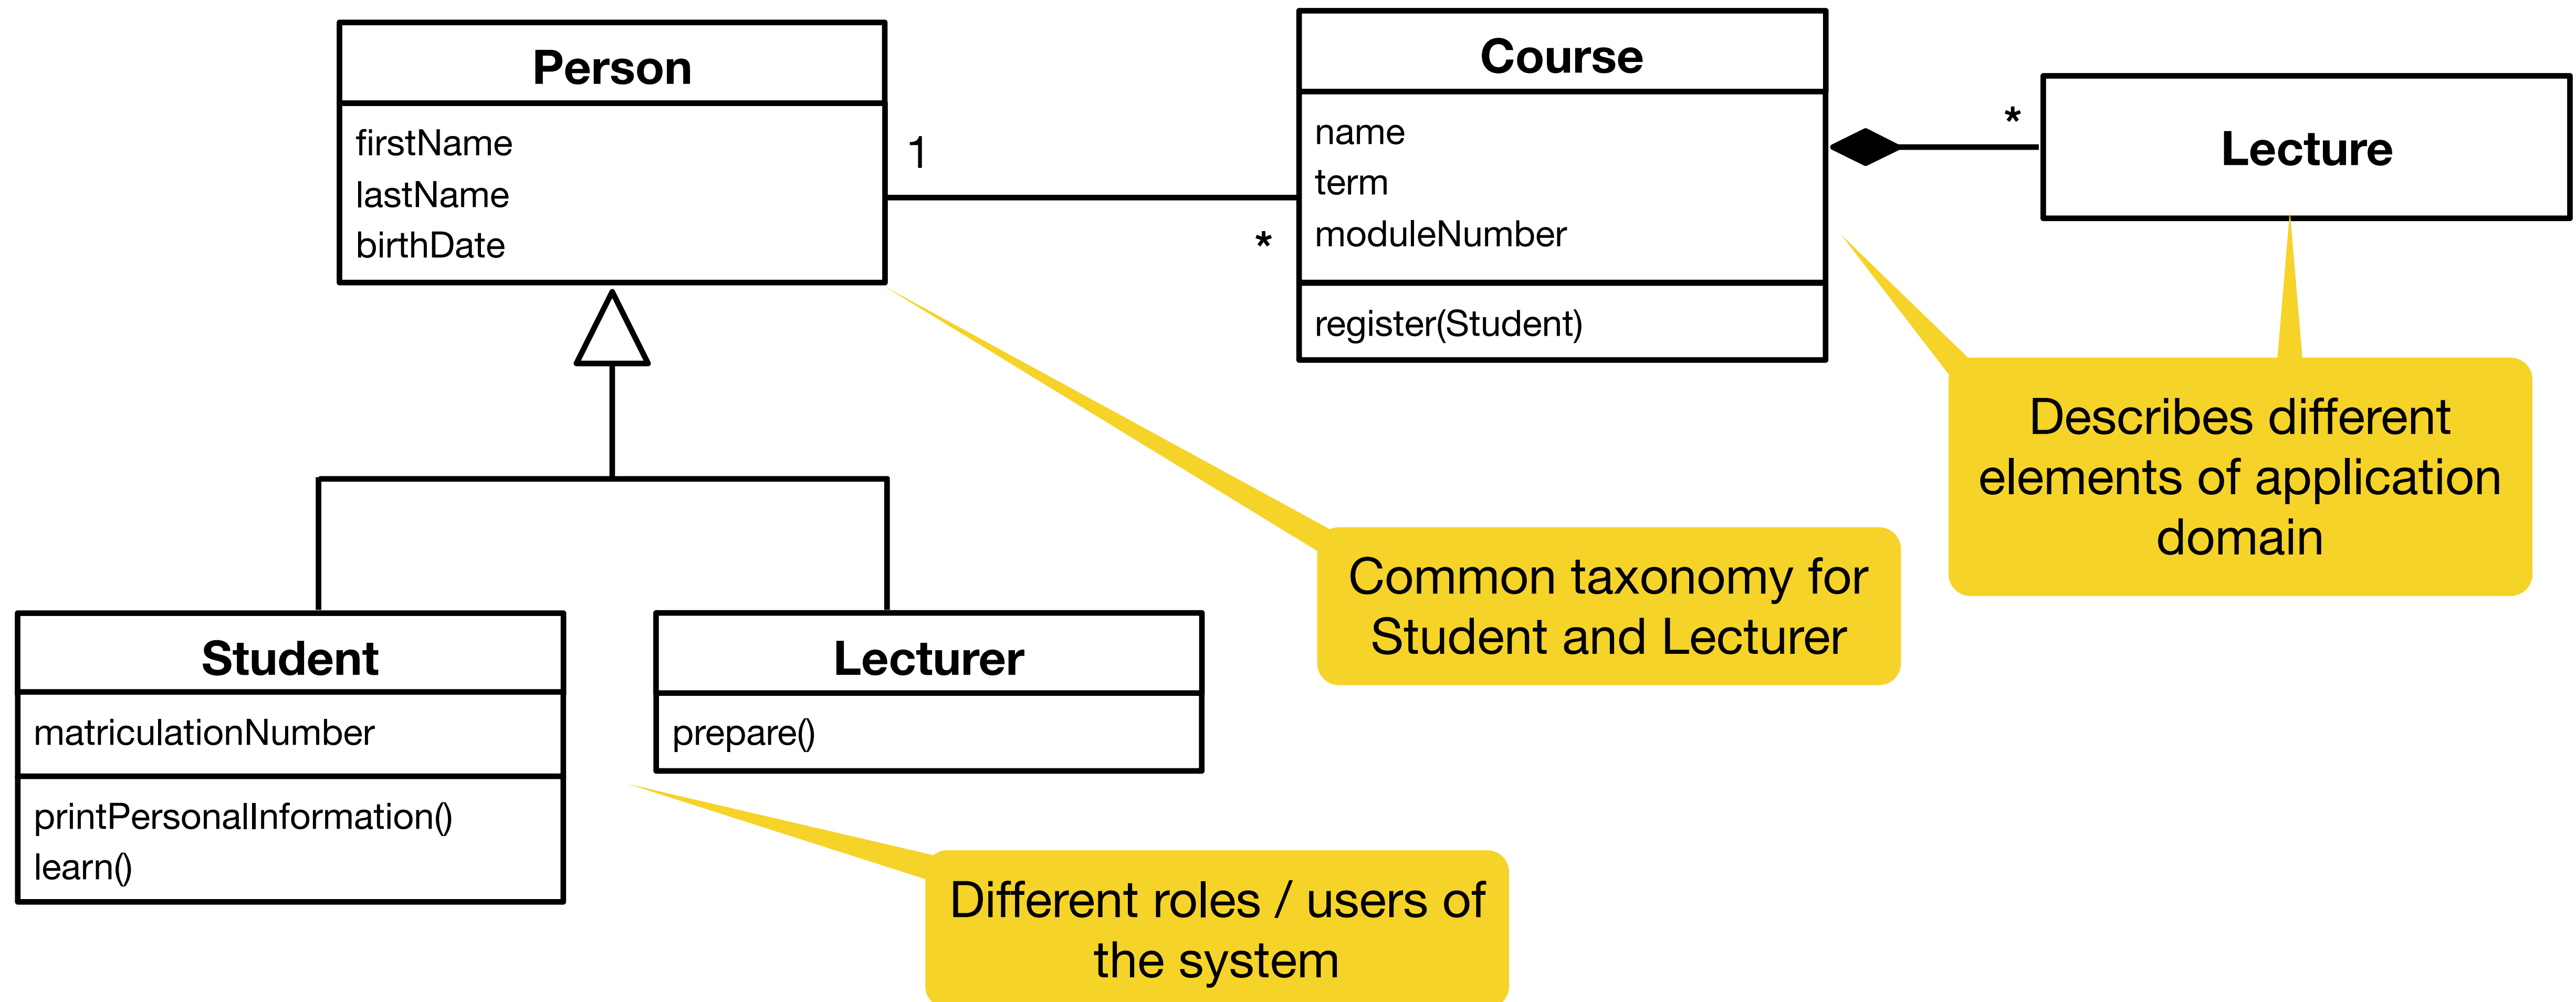 Person
firstName
lastName
birthDate
1
*
Course
name
term
moduleNumber
register(Student)
*
Lecture
Describes different
elements of application
domain
Common taxonomy for
Student and Lecturer
Student
matriculationNumber
printPersonalInformation()
learn()
Lecturer
prepare()
Different roles / users of
the system